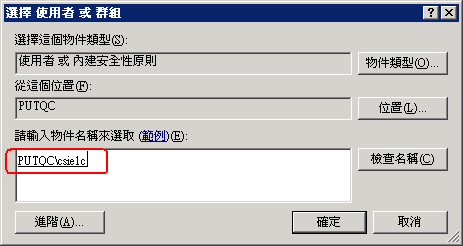 選擇 使用者 或 群組
選擇這個物件類型(S):
使用者 或 內建安全性原則
物件類型(O)...
從這個位置(F):
PUTQC
位置(L)...
請輸入物件名稱來選取 (範例)(E):
PUTQC\csie1c
檢查名稱(C)
進階(A)...
確定
取消